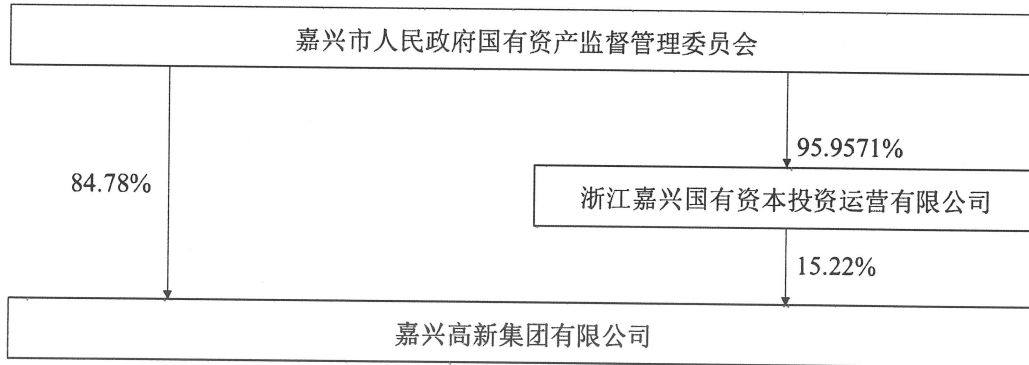 嘉兴市人民政府国有资产监督管理委员会
95.9571%
84.78%
浙江嘉兴国有资本投资运营有限公司
15.22%
嘉兴高新集团有限公司